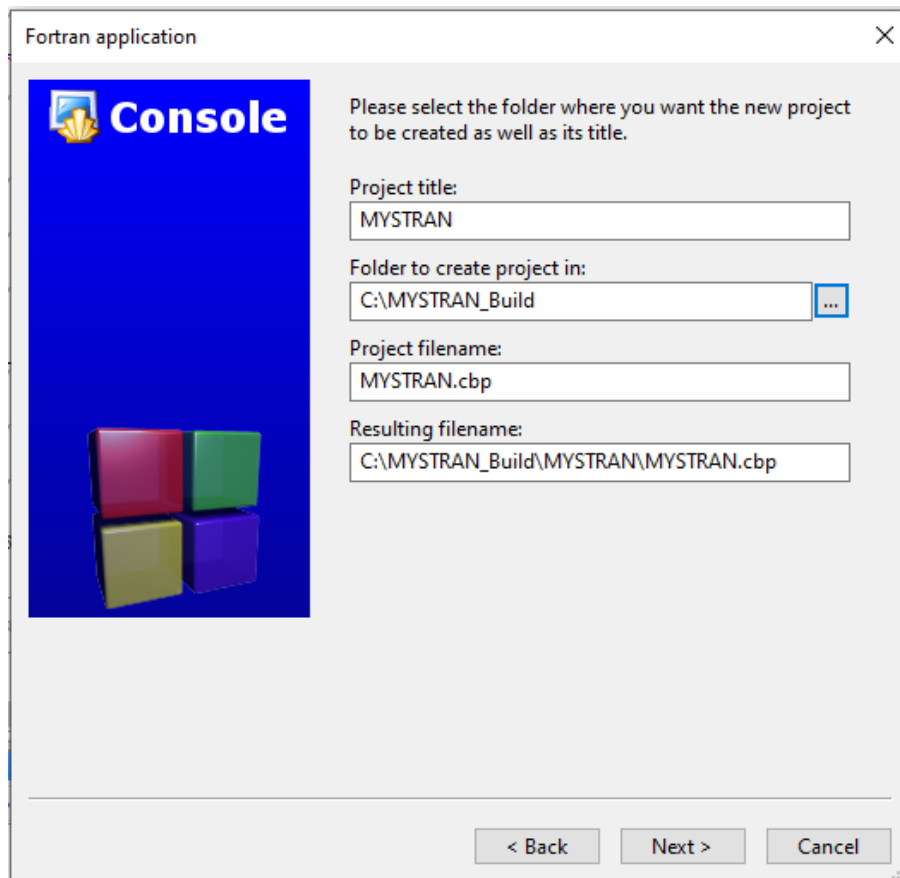 Fortran application
Console
Please select the folder where you want the new project
to be created as well as its title.
Project title:
MYSTRAN
Folder to create project in:
C:\MYSTRAN_Build
...
Project filename:
MYSTRAN.cbp
Resulting filename:
C:\MYSTRAN_Build\MYSTRAN\MYSTRAN.cbp
< Back
Next >
Cancel